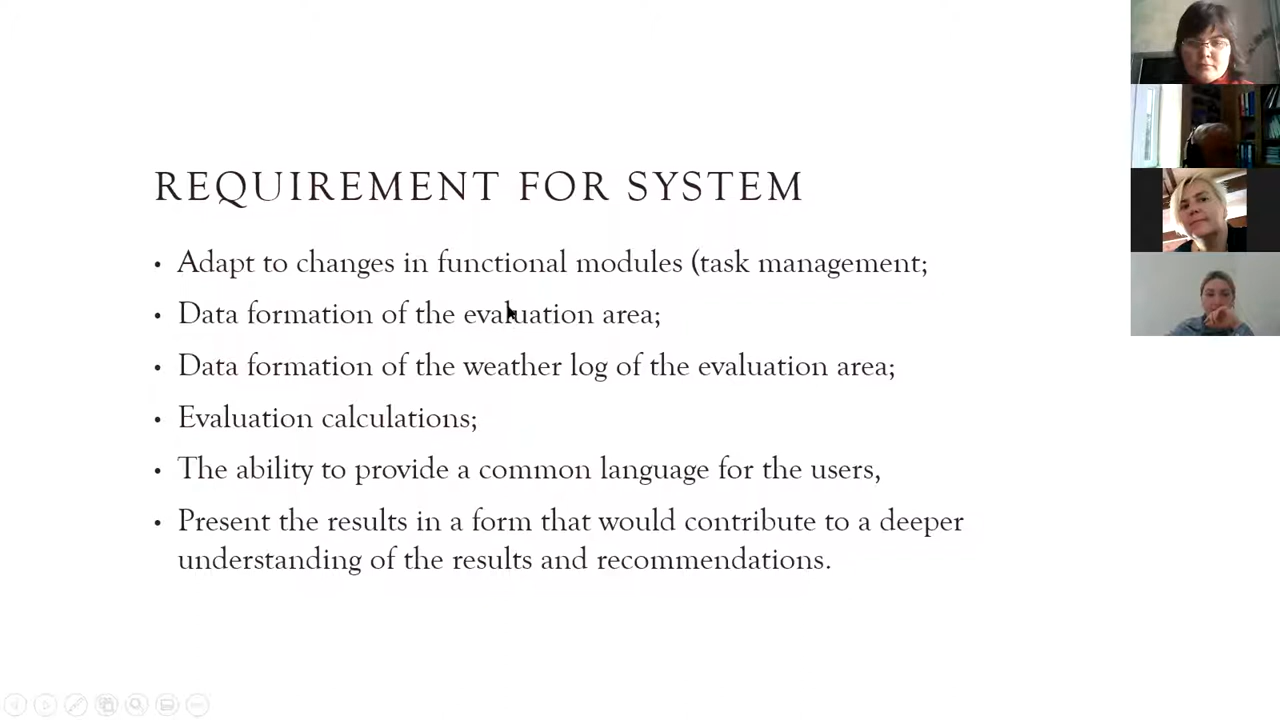 REQUIREMENT FOR SYSTEM
• Adapt to changes in functional modules (task management;
• Data formation of the evaluation area;
• Data formation of the weather log of the evaluation area;
• Evaluation calculations;
• The ability to provide a common language for the users,
• Present the results in a form that would contribute to a deeper
understanding of the results and recommendations.